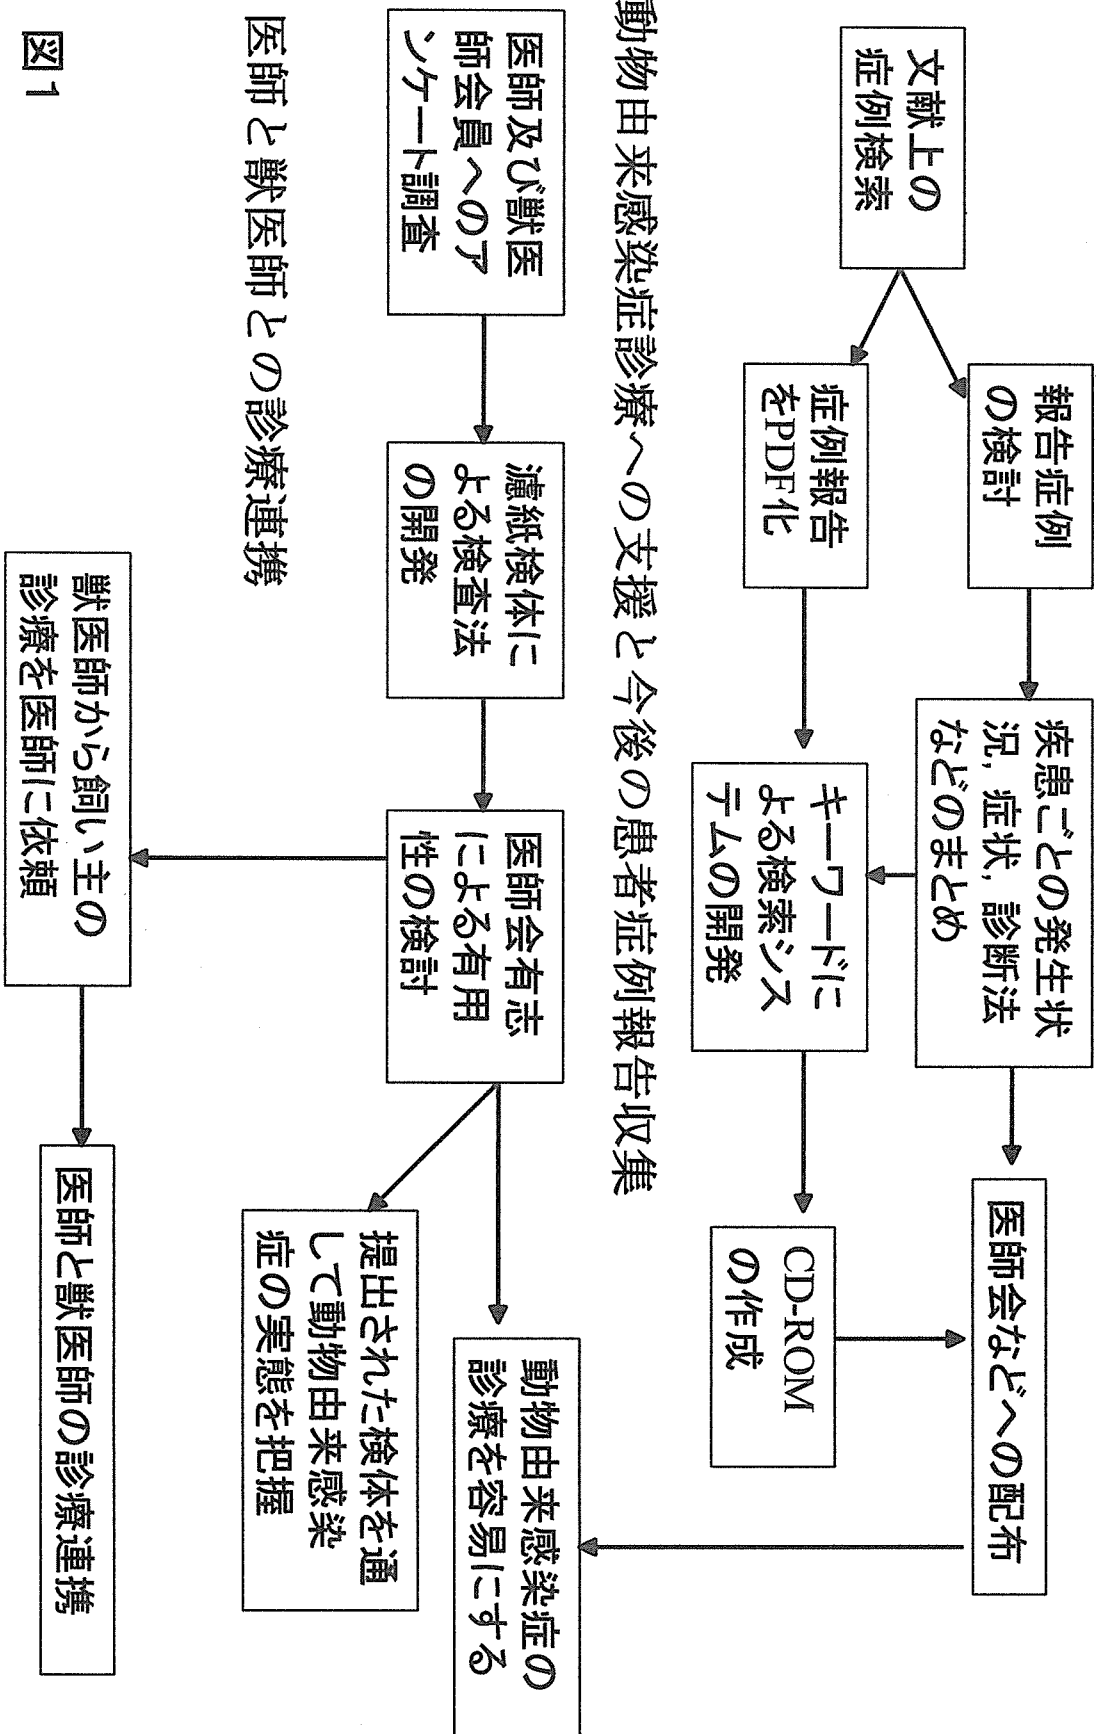 文献上の
症例検索
報告症例
の検討
疾患ごとの発生状
況，症状，診断法
などのまとめ
医師会などへの配布
症例報告
をPDF化
キーワードに
よる検索シス
テムの開発
CD-ROM
の作成
動物由来感染症診療への支援と今後の患者症例報告収集
医師及び獣医
師会員へのア
ンケート調査
濾紙検体に
よる検査法
の開発
医師会有志
による有用
性の検討
動物由来感染症の
診療を容易にする
提出された検体を通
して動物由来感染
症の実態を把握
医師と獣医師との診療連携
獣医師から飼い主の
診療を医師に依頼
医師と獣医師の診療連携
図1